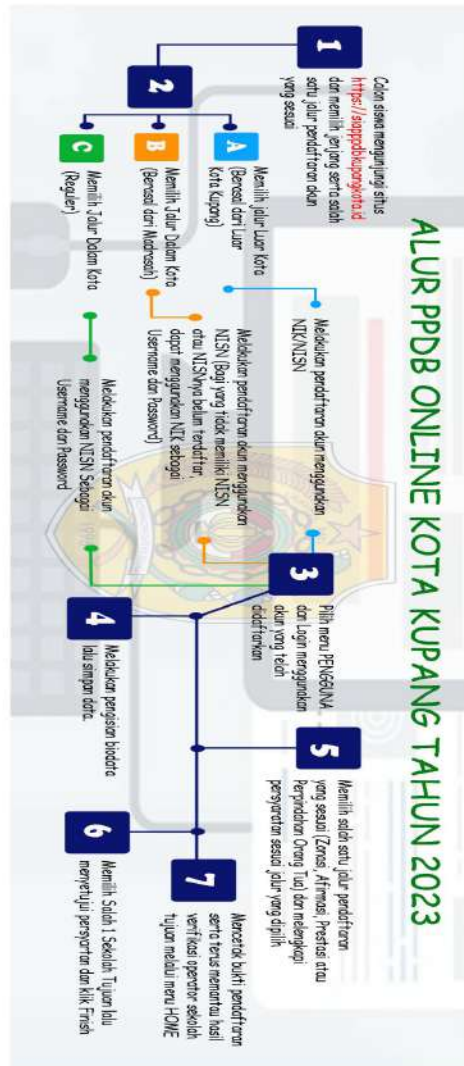 ALUR PPDB ONLINE KOTA KUPANG TAHUN 2023
1
Calon siswa mengunjungi situs
https://siapppdbkupangkota.id
dan memilih jenjang serta salah
satu jalur pendaftaran akun
yang sesuai
2
A
Memilih jalur Luar Kota
(Berasal dari Luar
Kota Kupang)
B
Memilih Jalur Dalam Kota
(Berasal dari Madrasah)
C
Memilih Jalur Dalam Kota
(Reguler)
Melakukan pendaftaran akun menggunakan
NIK/NISN
Melakukan pendaftaran akun menggunakan
NISN (Bagi yang tidak memiliki NISN
atau NISNnya belum terdaftar,
dapat menggunakan NIK sebagai
Username dan Password)
Melakukan pendaftaran akun
menggunakan NISN Sebagai
Username dan Password
3
Pilih menu PENGGUNA
dan Login menggunakan
akun yang telah
didaftarkan
4
Melakukan pengisian biodata
lalu simpan data.
5
Memilih salah satu jalur pendaftaran
yang sesuai (Zonasi, Afirmasi, Prestasi atau
Perpindahan Orang Tua) dan melengkapi
persyaratan sesuai jalur yang dipilih
6
Memilih Salah 1 Sekolah Tujuan lalu
menyetujui persyartan dan klik Finish
7
Mencetak bukti pendaftaran
serta terus memantau hasil
verifikasi operator sekolah
tujuan melalui menu HOME